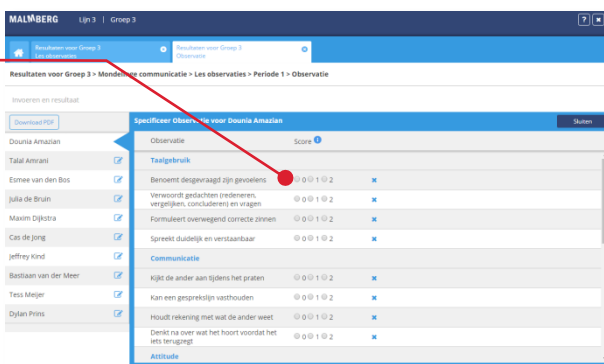 MALMBERG Lijn 3 | Groep 3 ? ×
Resultaten voor Groep 3
Les observaties
Resultaten voor Groep 3
Observatie
Resultaten voor Groep 3 > Mondelinge communicatie > Les observaties > Periode 1 > Observatie
Invoeren en resultaat
Download PDF
Dounia Amazian
Talal Amrani
Esmee van den Bos
Julia de Bruin
Maxim Dijkstra
Cas de Jong
Jeffrey Kind
Bastiaan van der Meer
Tess Meijer
Dylan Prins
Specificeer Observatie voor Dounia Amazian Sluiten
Observatie Score i
Taalgebruik
Benoemt desgevraagd zijn gevoelens 0 1 2
Verwoordt gedachten (redeneren,
vergelijken, concluderen) en vragen 0 1 2
Formuleert overwegend correcte zinnen 0 1 2
Spreekt duidelijk en verstaanbaar 0 1 2
Communicatie
Kijkt de ander aan tijdens het praten 0 1 2
Kan een gesprekslijn vasthouden 0 1 2
Houdt rekening met wat de ander weet 0 1 2
Denkt na over wat het hoort voordat het
iets terugzegt 0 1 2
Attitude